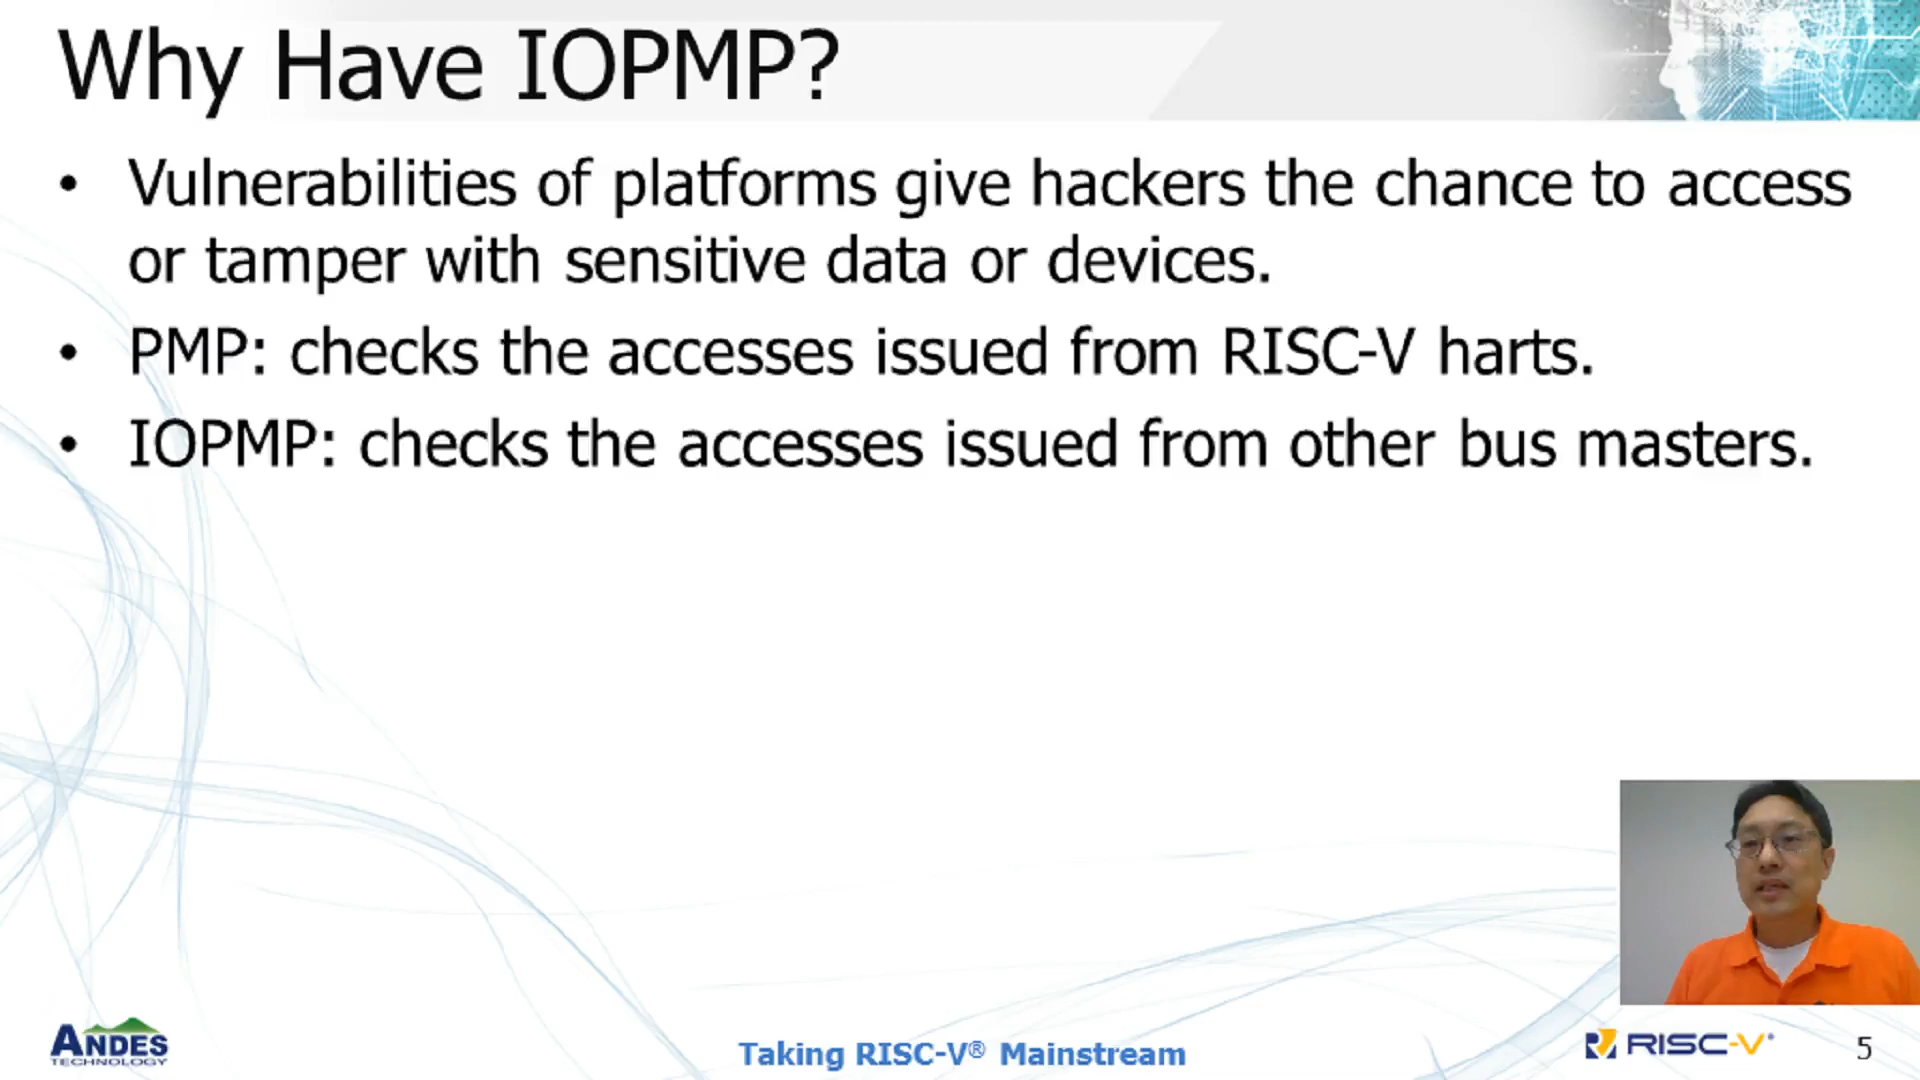 Why Have IOPMP?
• Vulnerabilities of platforms give hackers the chance to access
or tamper with sensitive data or devices.
• PMP: checks the accesses issued from RISC-V harts.
• IOPMP: checks the accesses issued from other bus masters.
ANDES
TECHNOLOGY
Taking RISC-V® Mainstream
RISC-V®
5